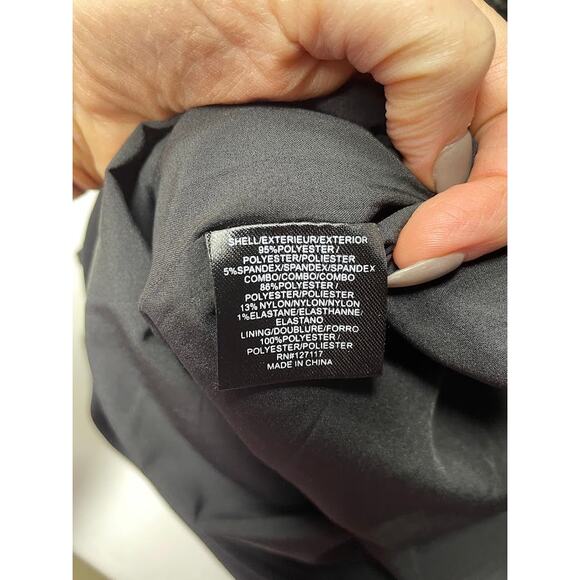 SHELL/EXTERIEUR/EXTERIOR
95%POLYESTER/
POLYESTER/POLIESTER
5%SPANDEX/SPANDEX/SPANDEX
COMBO/COMBO/COMBO
86%POLYESTER/
POLYESTER/POLIESTER
13%NYLON/NYLON/NYLON
1%ELASTANE/ELASTHANNE/
ELASTANO
LINING/DOUBLURE/FORRO
100%POLYESTER/
POLYESTER/POLIESTER
RN#127117
MADE IN CHINA